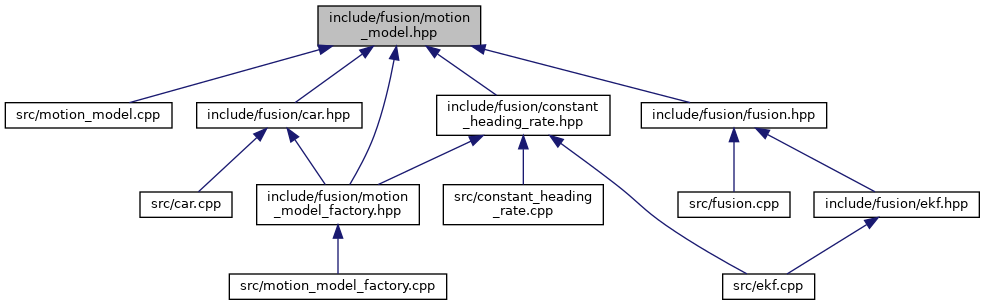 include/fusion/motion
_model.hpp
src/motion_model.cpp
include/fusion/car.hpp
include/fusion/constant
_heading_rate.hpp
include/fusion/fusion.hpp
src/car.cpp
include/fusion/motion
_model_factory.hpp
src/constant_heading
_rate.cpp
src/fusion.cpp
include/fusion/ekf.hpp
src/motion_model_factory.cpp
src/ekf.cpp